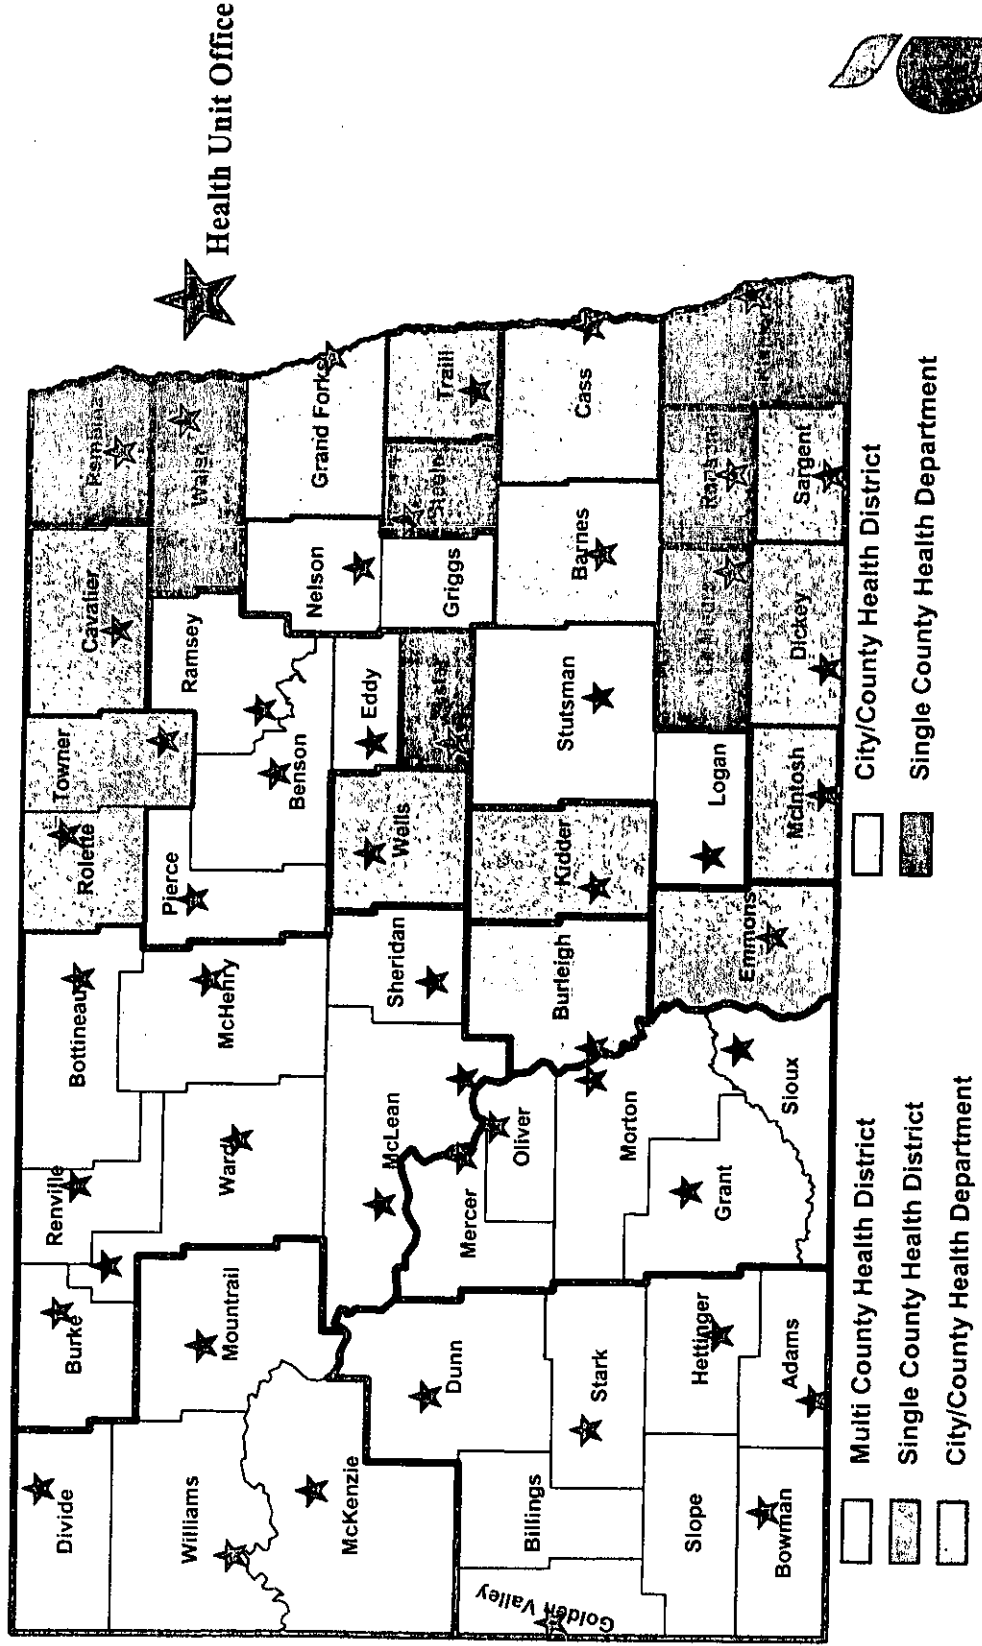 Health Unit Office
Divide
Burke
Renville
Bottineau
Rolette
Towner
Cavalier
Pembina
Williams
Mountrail
Ward
McHenry
Pierce
Benson
Ramsey
Walsh
McKenzie
McLean
Sheridan
Wells
Eddy
Nelson
Grand Forks
Griggs
Steele
Traill
Dunn
Mercer
Oliver
Burleigh
Kidder
Stutsman
Barnes
Cass
Golden Valley
Billings
Stark
Morton
Slope
Hettinger
Grant
Sioux
Emmons
Logan
Bowman
Adams
McIntosh
Dickey
Sargent
Multi County Health District
Single County Health District
City/County Health Department
City/County Health District
Single County Health Department